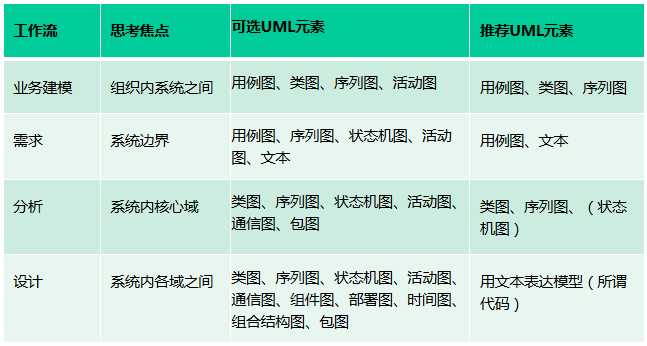 工作流 思考焦点 可选UML元素 推荐UML元素
业务建模 组织内系统之间 用例图、类图、序列图、活动图 用例图、类图、序列图
需求 系统边界 用例图、序列图、状态机图、活动
图、文本 用例图、文本
分析 系统内核心域 类图、序列图、状态机图、活动图、
通信图、包图 类图、序列图、（状态
机图）
设计 系统内各域之间 类图、序列图、状态机图、活动图、
通信图、组件图、部署图、时间图、
组合结构图、包图 用文本表达模型（所谓
代码）